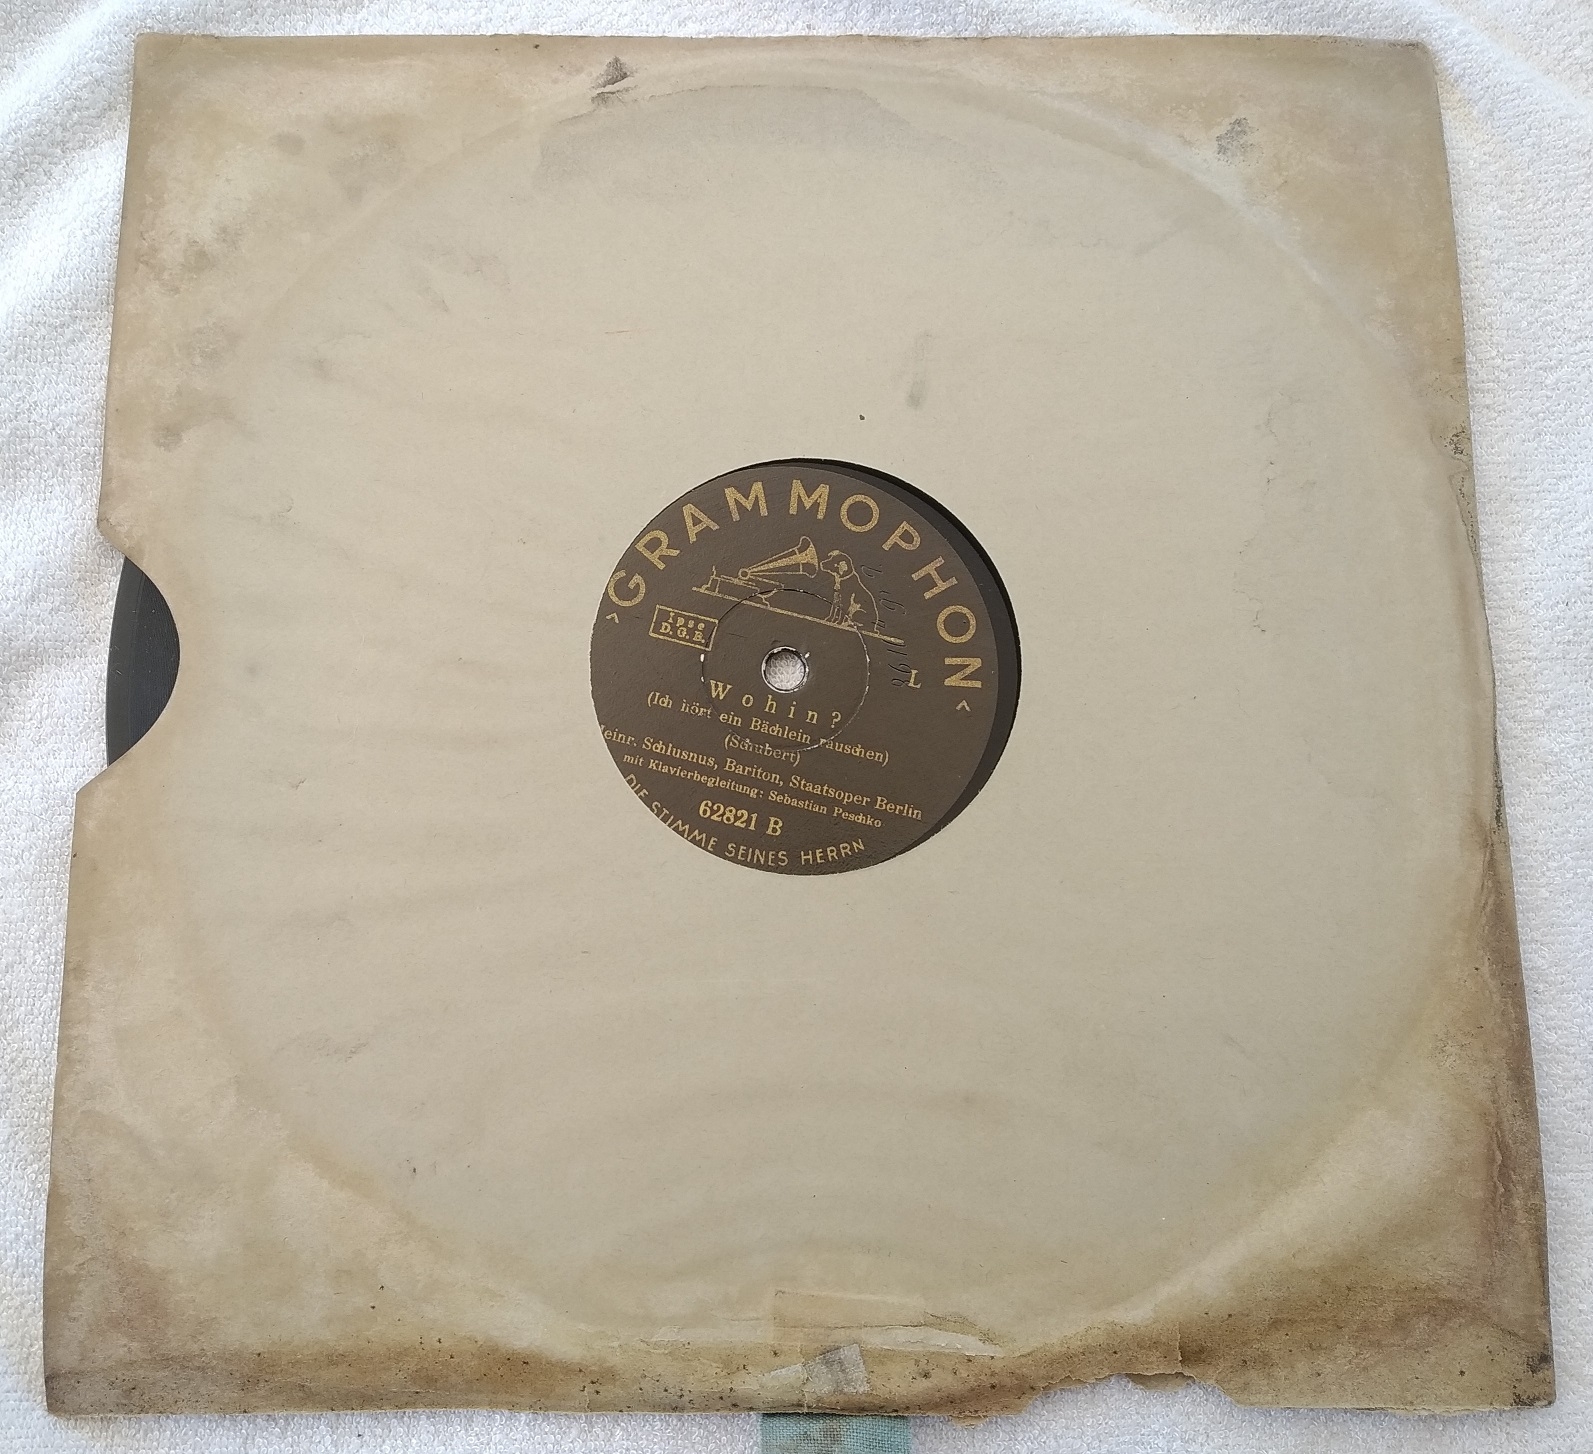 >GRAMMOPHON<
Ipse
D.G.B.
L
Wohin?
(Ich hört ein Bächlein rauschen)
(Schubert)
Heinr. Schlusnus, Bariton, Staatsoper Berlin
mit Klavierbegleitung: Sebastian Peschko
62821 B
DIE STIMME SEINES HERRN